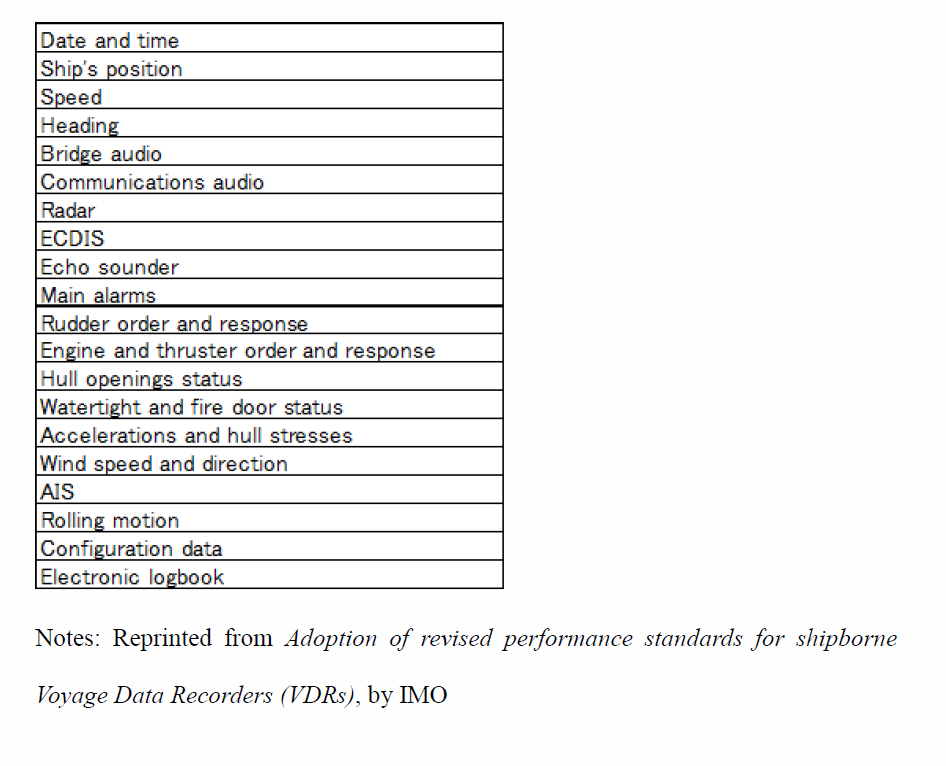 Date and time
Ship's position
Speed
Heading
Bridge audio
Communications audio
Radar
ECDIS
Echo sounder
Main alarms
Rudder order and response
Engine and thruster order and response
Hull openings status
Watertight and fire door status
Accelerations and hull stresses
Wind speed and direction
AIS
Rolling motion
Configuration data
Electronic logbook
Notes: Reprinted from Adoption of revised performance standards for shipborne
Voyage Data Recorders (VDRs), by IMO